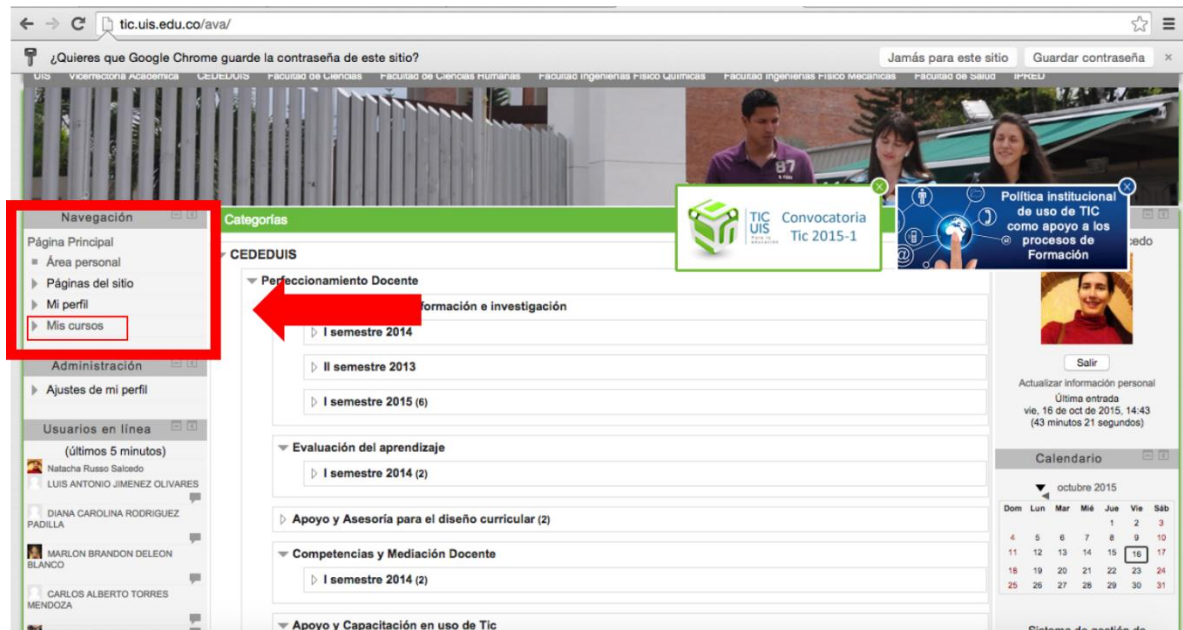 tic.uis.edu.co/ava/
¿Quieres que Google Chrome guarde la contraseña de este sitio?
Jamás para este sitio
Guardar contraseña
×
UIS Vicerrectoría Académica CEDEDUIS Facultad de Ciencias Facultad de Ciencias Humanas Facultad Ingenierías Físico Químicas Facultad Ingenierías Físico Mecánicas Facultad de Salud IPRED
87
TIC
UIS
Para la
educación
Convocatoria
Tic 2015-1
Política institucional
de uso de TIC
como apoyo a los
procesos de
Formación
Navegación
Página Principal
Área personal
Páginas del sitio
Mi perfil
Mis cursos
Administración
Ajustes de mi perfil
Usuarios en línea
(últimos 5 minutos)
Natacha Russo Salcedo
LUIS ANTONIO JIMENEZ OLIVARES
DIANA CAROLINA RODRIGUEZ
PADILLA
MARLON BRANDON DELEON
BLANCO
CARLOS ALBERTO TORRES
MENDOZA
Categorías
CEDEDUIS
Perfeccionamiento Docente
formación e investigación
I semestre 2014
II semestre 2013
I semestre 2015 (6)
Evaluación del aprendizaje
I semestre 2014 (2)
Apoyo y Asesoría para el diseño curricular (2)
Competencias y Mediación Docente
I semestre 2014 (2)
Apoyo y Capacitación en uso de Tic
cedo
Salir
Actualizar información personal
Última entrada
vie, 16 de oct de 2015, 14:43
(43 minutos 21 segundos)
Calendario
octubre 2015
Dom Lun Mar Mié Jue Vie Sáb
1 2 3
4 5 6 7 8 9 10
11 12 13 14 15 16 17
18 19 20 21 22 23 24
25 26 27 28 29 30 31
Sistema de gestión de